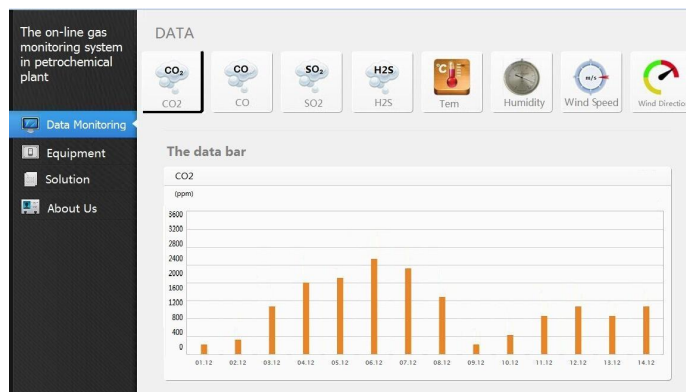 The on-line gas
monitoring system
in petrochemical
plant
Data Monitoring
Equipment
Solution
About Us
DATA
CO₂
CO
SO₂
H2S
°C
m/s
CO2
CO
SO2
H2S
Tem
Humidity
Wind Speed
Wind Directio
The data bar
CO2
(ppm)
3600
3200
2800
2400
2000
1600
1200
800
400
0
01.12 02.12 03.12 04.12 05.12 06.12 07.12 08.12 09.12 10.12 11.12 12.12 13.12 14.12